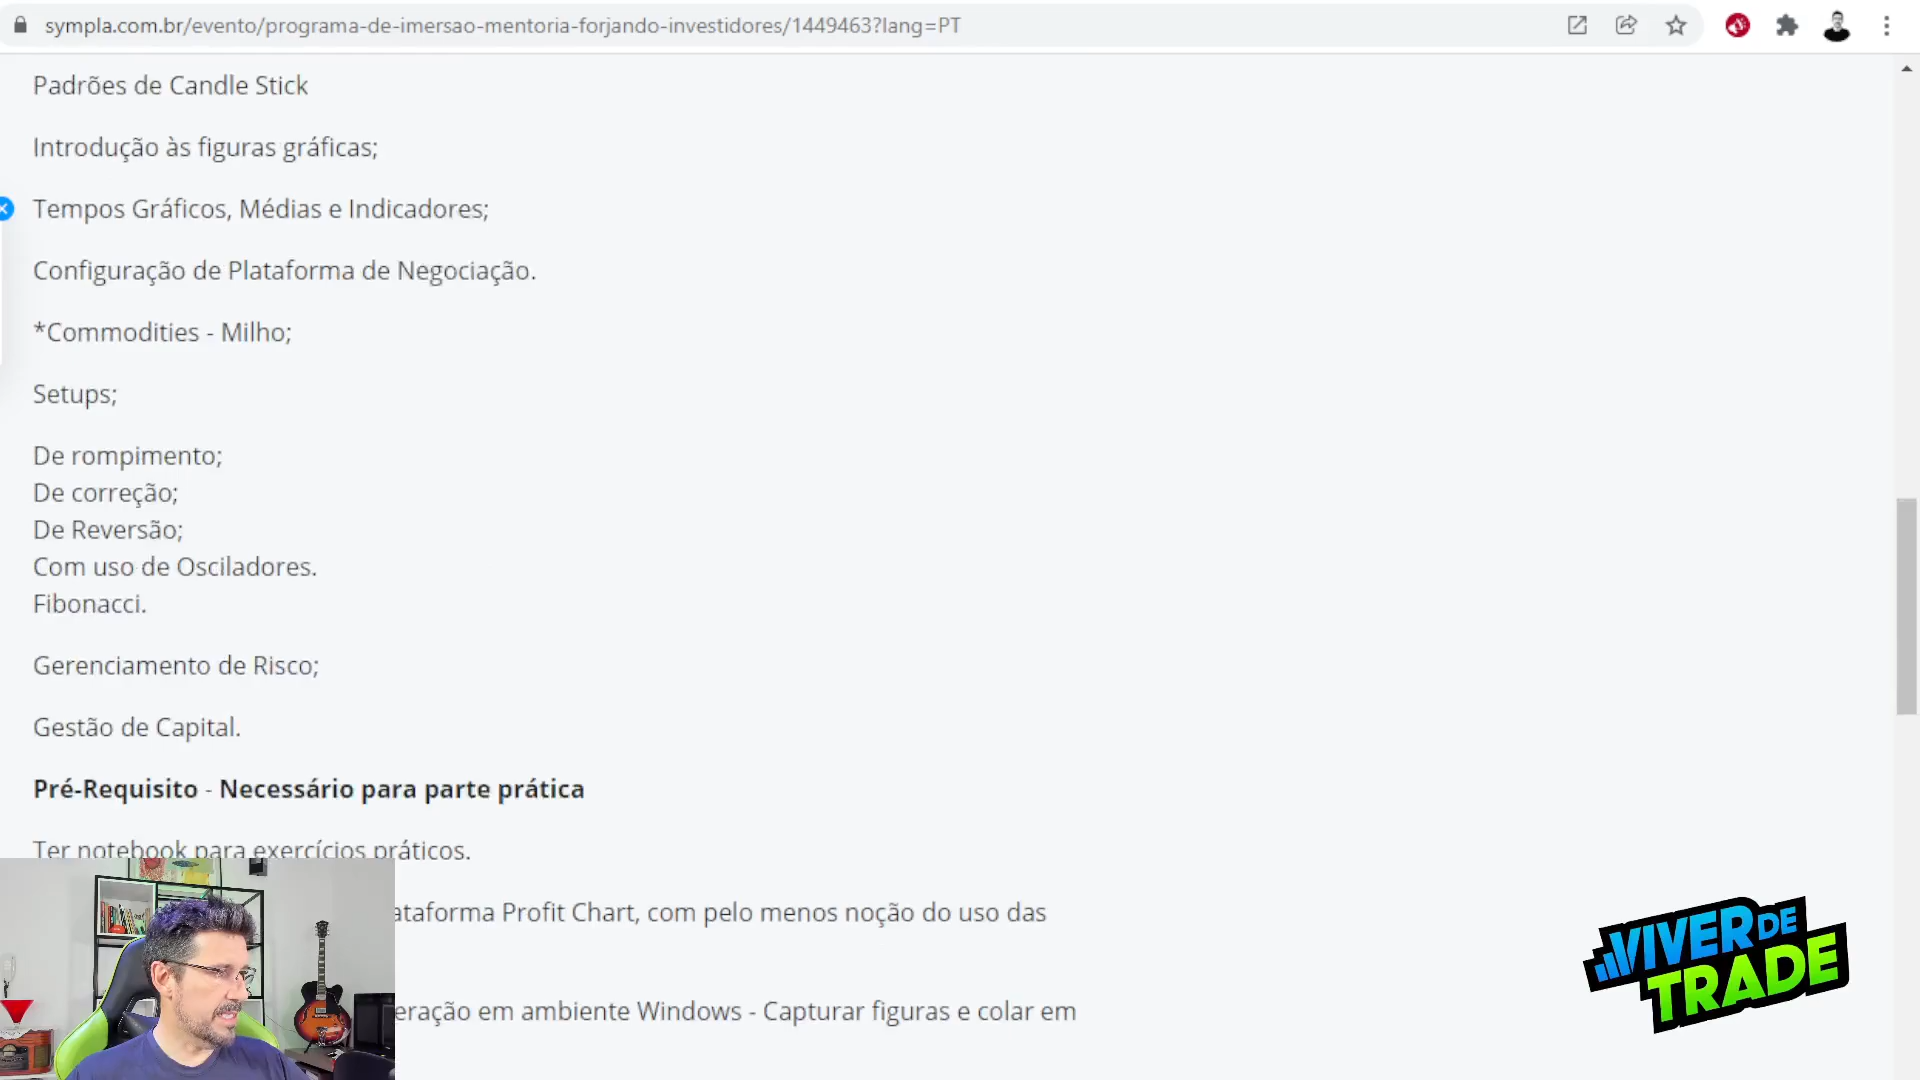 sympla.com.br/evento/programa-de-imersao-mentoria-forjando-investidores/1449463?lang=PT
Padrões de Candle Stick
Introdução às figuras gráficas;
Tempos Gráficos, Médias e Indicadores;
Configuração de Plataforma de Negociação.
*Commodities - Milho;
Setups;
De rompimento;
De correção;
De Reversão;
Com uso de Osciladores.
Fibonacci.
Gerenciamento de Risco;
Gestão de Capital.
Pré-Requisito - Necessário para parte prática
Ter notebook para exercícios práticos.
ataforma Profit Chart, com pelo menos noção do uso das
eração em ambiente Windows - Capturar figuras e colar em
VIVER DE
TRADE